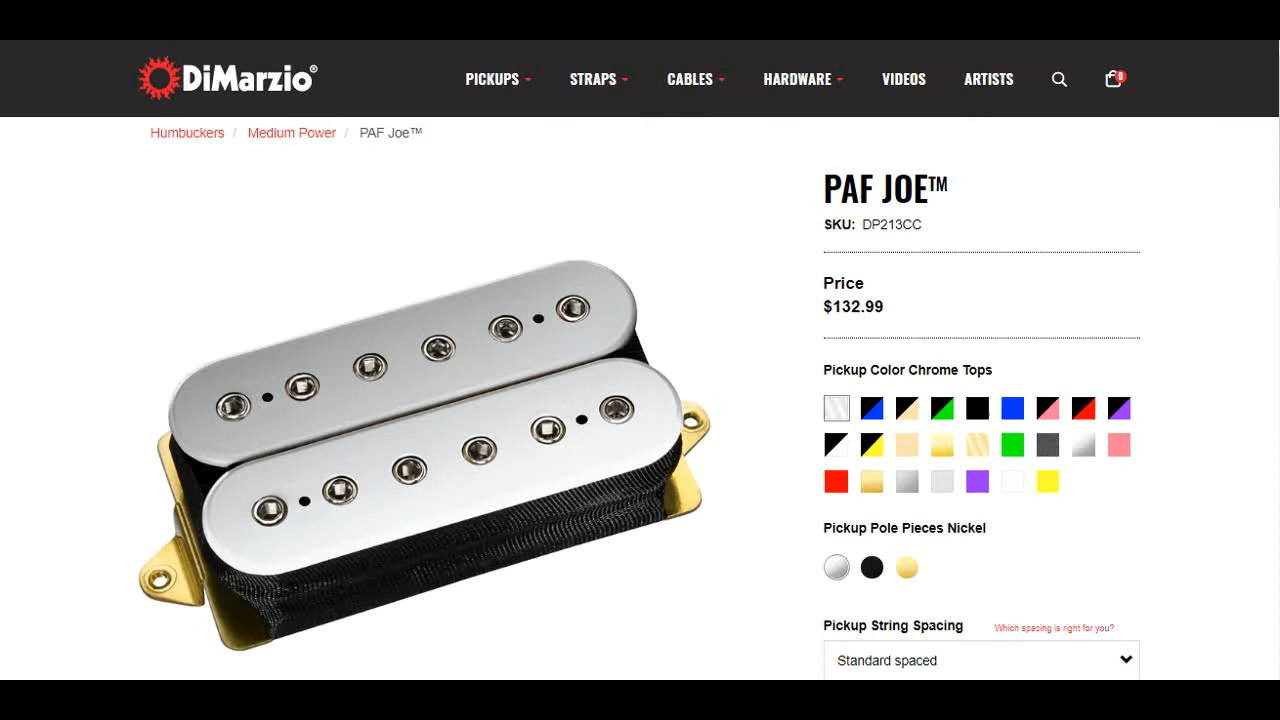 DiMarzio®
PICKUPS STRAPS CABLES HARDWARE VIDEOS ARTISTS 0
Humbuckers / Medium Power / PAF Joe™
PAF JOE™
SKU: DP213CC
Price
$132.99
Pickup Color Chrome Tops
Pickup Pole Pieces Nickel
Pickup String Spacing Which spacing is right for you?
Standard spaced